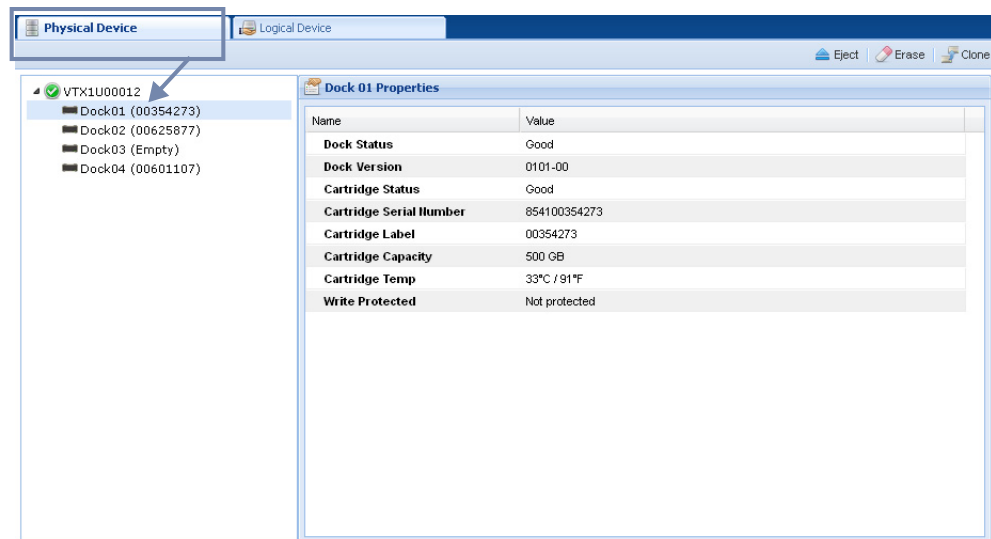 Physical Device
Logical Device
Eject
Erase
Clone
VTX1U00012
Dock01 (00354273)
Dock02 (00625877)
Dock03 (Empty)
Dock04 (00601107)
Dock 01 Properties
Name Value
Dock Status Good
Dock Version 0101-00
Cartridge Status Good
Cartridge Serial Number 854100354273
Cartridge Label 00354273
Cartridge Capacity 500 GB
Cartridge Temp 33°C / 91°F
Write Protected Not protected